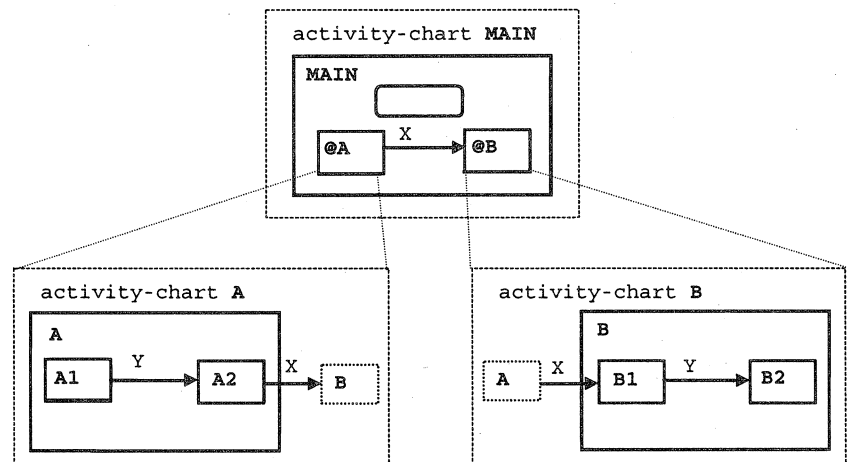 activity-chart MAIN
MAIN
X
@A
@B
activity-chart A
A
Y
A1
A2
X
B
activity-chart B
B
A
X
B1
Y
B2